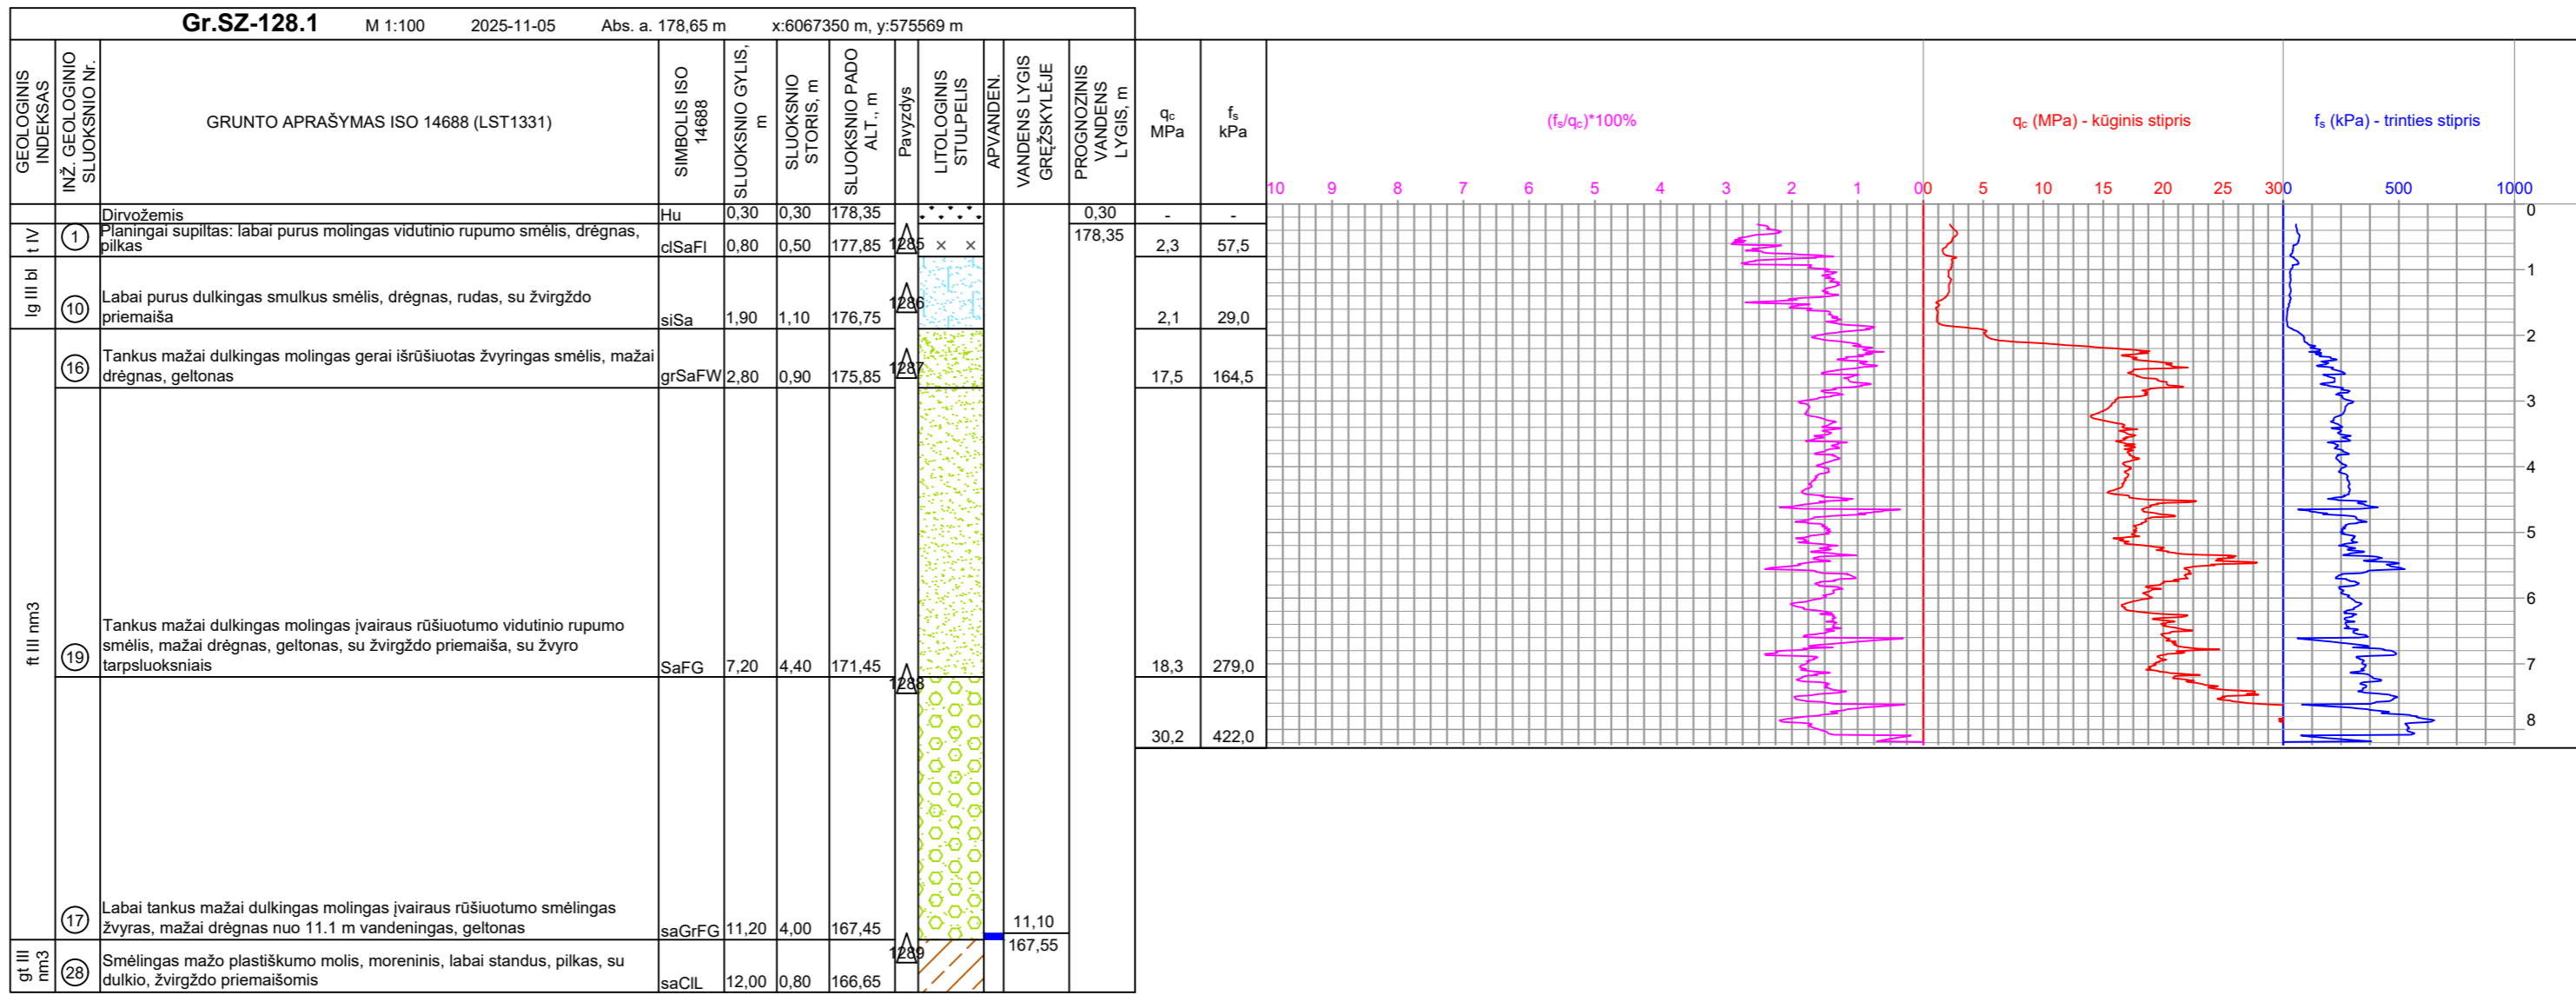 Gr.SZ-128.1 M 1:100 2025-11-05 Abs. a. 178,65 m x:6067350 m, y:575569 m
GEOLOGINIS
INDEKSAS
INŽ. GEOLOGINIO
SLUOKSNIO Nr.
GRUNTO APRAŠYMAS ISO 14688 (LST1331)
SIMBOLIS ISO
14688
SLUOKSNIO GYLIS,
m
SLUOKSNIO
STORIS, m
SLUOKSNIO PADO
ALT., m
Pavyzdys
LITOLOGINIS
STULPELIS
APVANDEN.
VANDENS LYGIS
GRĘŽSKYLĖJE
PROGNOZINIS
VANDENS
LYGIS, m
qc
MPa
fs
kPa
(fs/qc)*100%
qc (MPa) - kūginis stipris
fs (kPa) - trinties stipris
10 9 8 7 6 5 4 3 2 1 0
0 5 10 15 20 25 30
0 500 1000
Dirvožemis Hu 0,30 0,30 178,35 0,30 - -
178,35
t IV
1
Planingai supiltas: labai purus molingas vidutinio rupumo smėlis, drėgnas,
pilkas
clSaFl 0,80 0,50 177,85 1285 2,3 57,5
lg III bl
10
Labai purus dulkingas smulkus smėlis, drėgnas, rudas, su žvirgždo
priemaiša
siSa 1,90 1,10 176,75 1286 2,1 29,0
ft III nm3
16
Tankus mažai dulkingas molingas gerai išrūšiuotas žvyringas smėlis, mažai
drėgnas, geltonas
grSaFW 2,80 0,90 175,85 1287 17,5 164,5
19
Tankus mažai dulkingas molingas įvairaus rūšiuotumo vidutinio rupumo
smėlis, mažai drėgnas, geltonas, su žvirgždo priemaiša, su žvyro
tarpsluoksniais
SaFG 7,20 4,40 171,45 1288 18,3 279,0
30,2 422,0
17
Labai tankus mažai dulkingas molingas įvairaus rūšiuotumo smėlingas
žvyras, mažai drėgnas nuo 11.1 m vandeningas, geltonas
saGrFG 11,20 4,00 167,45 11,10
167,55
gt III
nm3
28
Smėlingas mažo plastiškumo molis, moreninis, labai standus, pilkas, su
dulkio, žvirgždo priemaišomis
saClL 12,00 0,80 166,65 1289
0
1
2
3
4
5
6
7
8